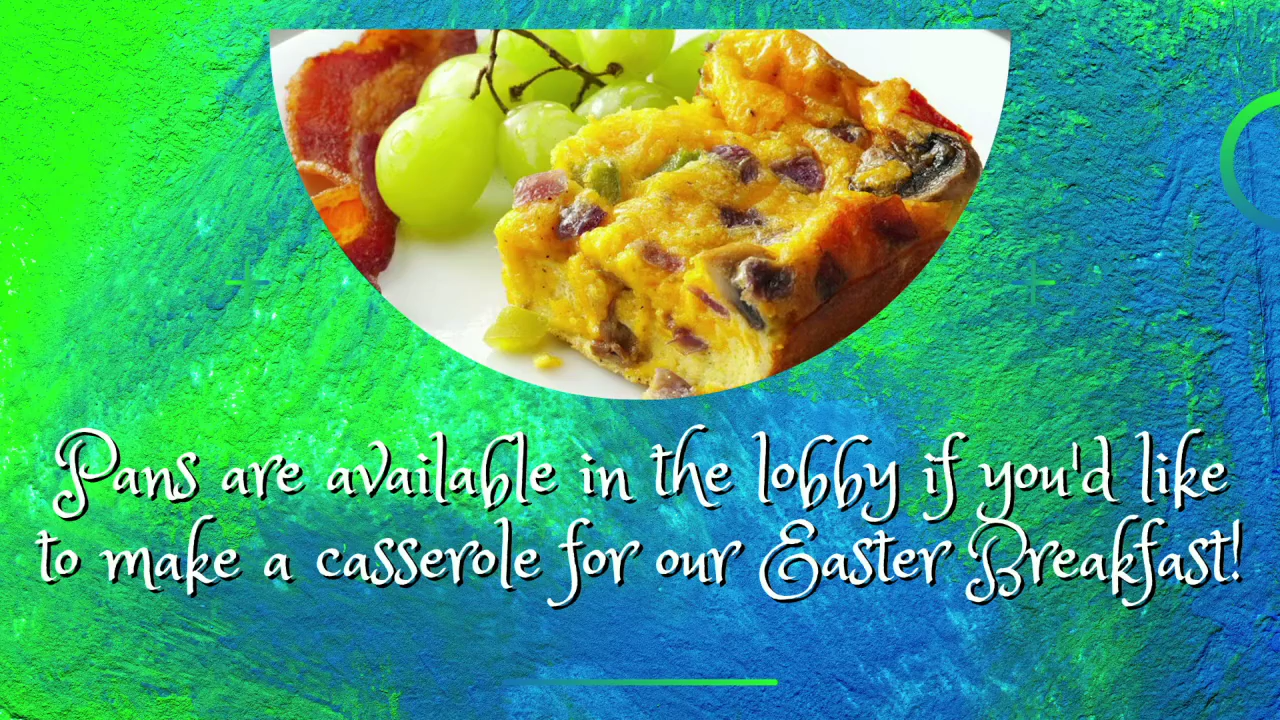 Pans are available in the lobby if you'd like
to make a casserole for our Easter Breakfast!